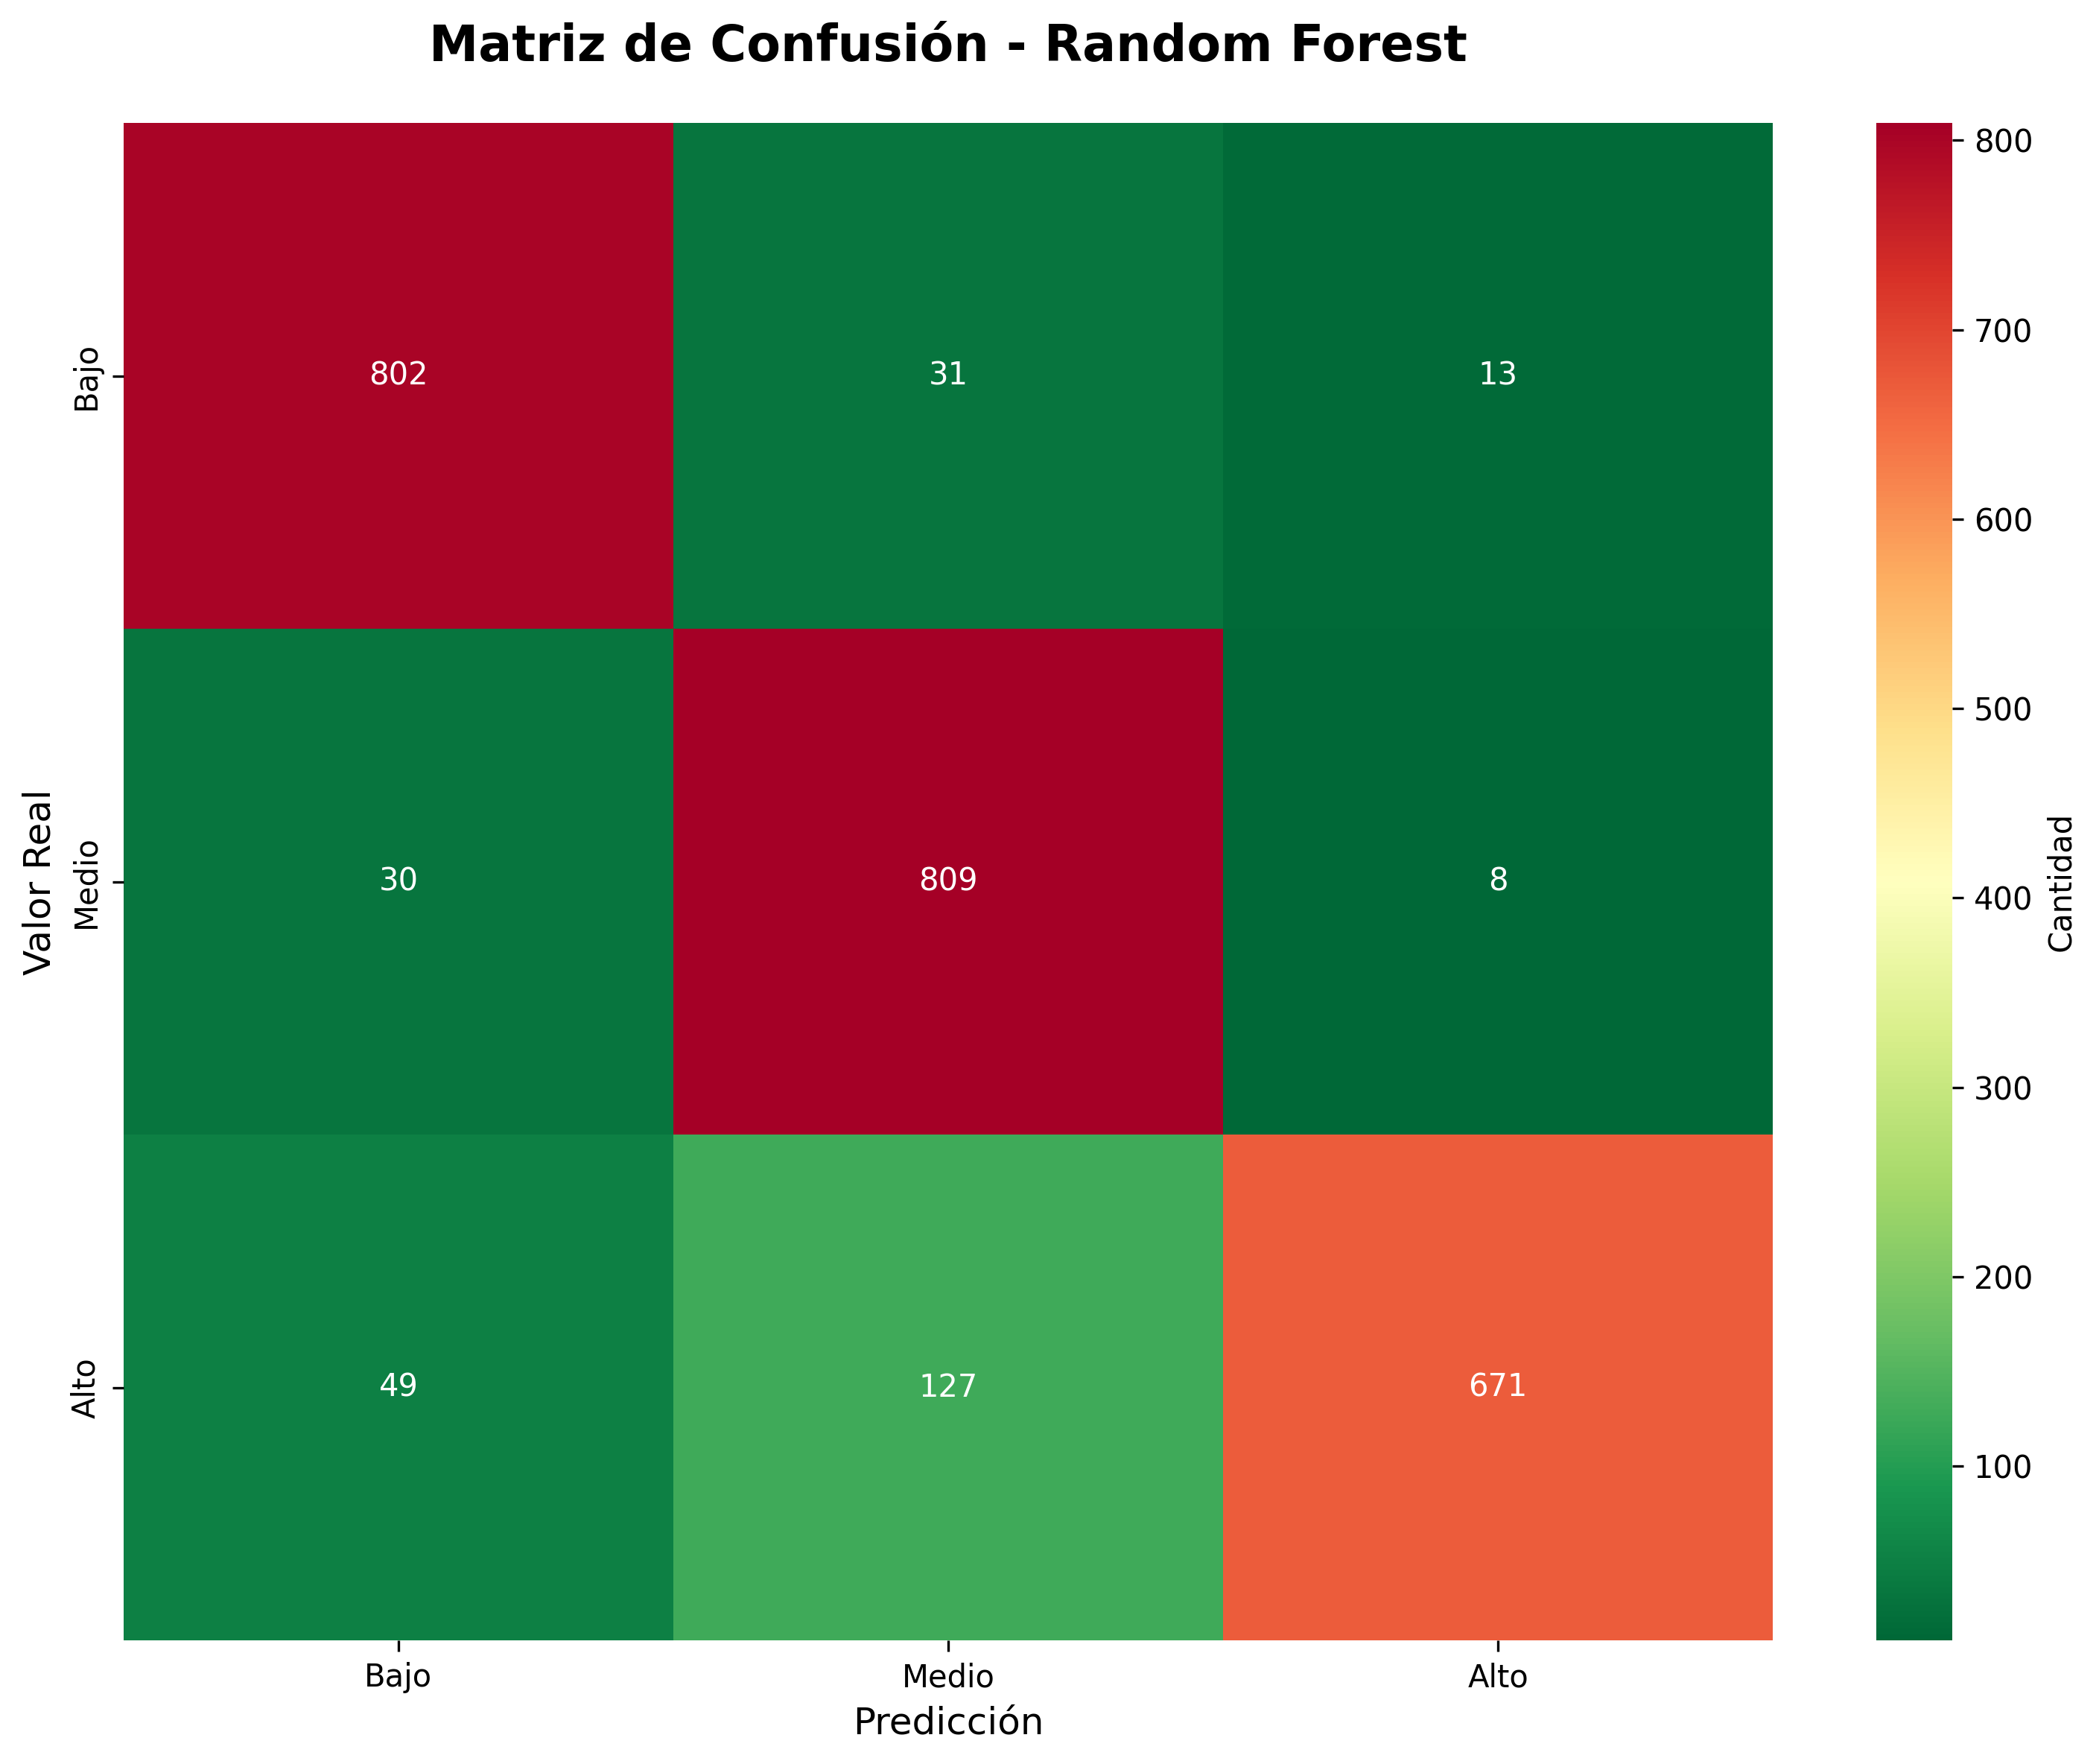 Matriz de Confusión - Random Forest
Valor Real
Bajo
802
31
13
Medio
30
809
8
Alto
49
127
671
Bajo
Medio
Alto
Predicción
800
700
600
500
400
300
200
100
Cantidad